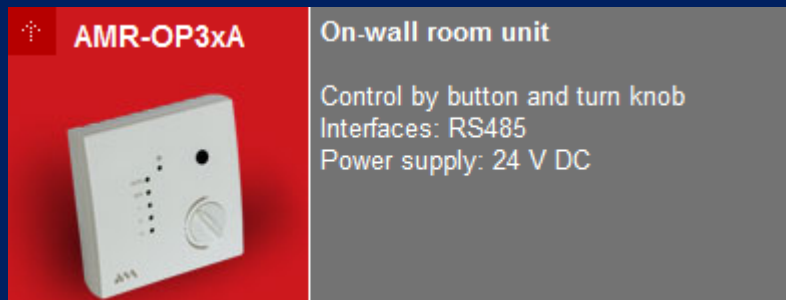 AMR-OP3xA
On-wall room unit
Control by button and turn knob
Interfaces: RS485
Power supply: 24 V DC